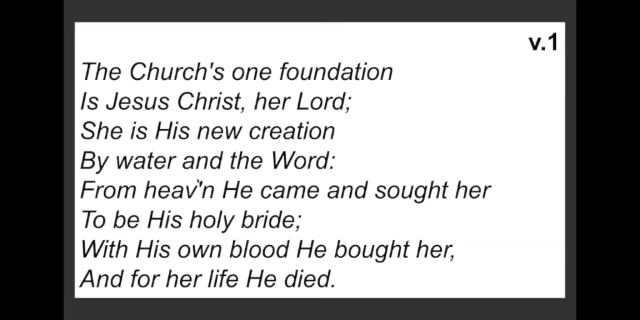 v.1
The Church's one foundation
Is Jesus Christ, her Lord;
She is His new creation
By water and the Word:
From heav'n He came and sought her
To be His holy bride;
With His own blood He bought her,
And for her life He died.